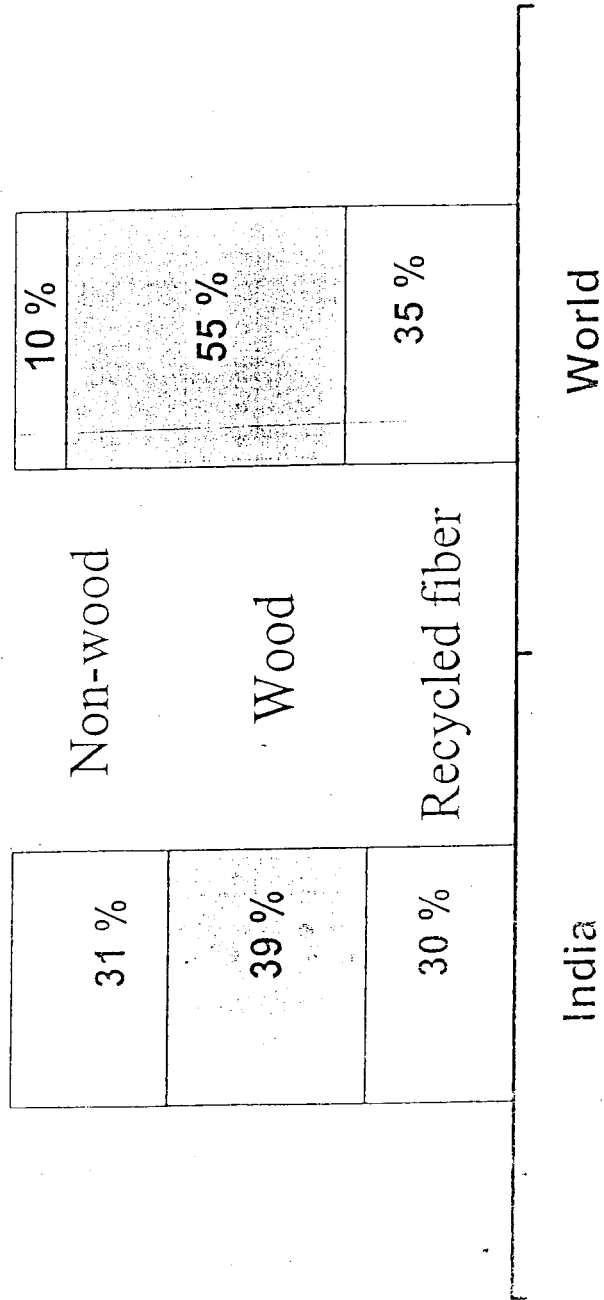 31 %
Non-wood
10 %
39 %
Wood
55 %
30 %
Recycled fiber
35 %
India
World